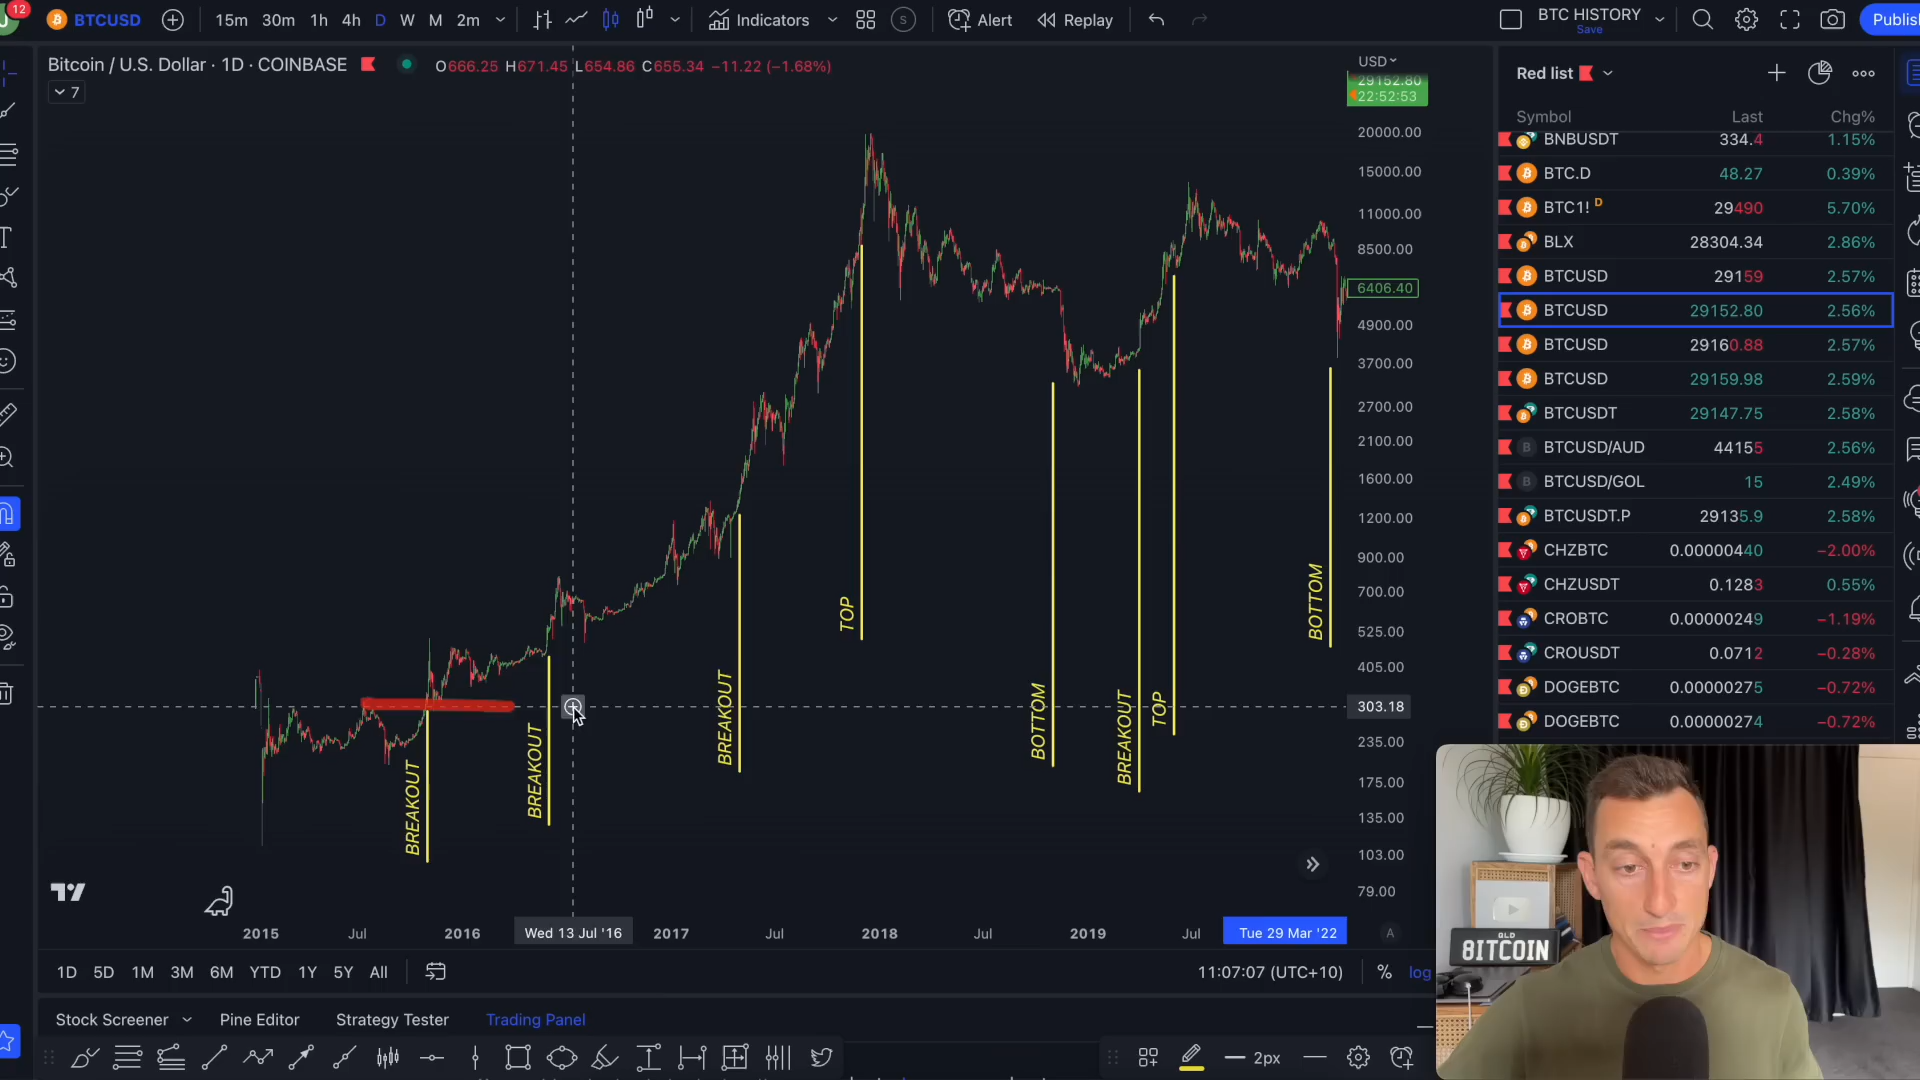 12
BTCUSD
15m 30m 1h 4h D W M 2m
Indicators
S
Alert
Replay
BTC HISTORY
Save
Publish
Bitcoin / U.S. Dollar · 1D · COINBASE
O666.25 H671.45 L654.86 C655.34 −11.22 (−1.68%)
7
USD
29152.80
22:52:53
20000.00
15000.00
11000.00
8500.00
6406.40
4900.00
3700.00
2700.00
2100.00
1600.00
1200.00
900.00
700.00
525.00
405.00
303.18
235.00
175.00
135.00
103.00
79.00
BREAKOUT
BREAKOUT
BREAKOUT
TOP
BOTTOM
BREAKOUT
TOP
BOTTOM
2015 Jul 2016 Wed 13 Jul '16 2017 Jul 2018 Jul 2019 Jul Tue 29 Mar '22
A
1D 5D 1M 3M 6M YTD 1Y 5Y All
11:07:07 (UTC+10) % log
Stock Screener Pine Editor Strategy Tester Trading Panel
2px
Red list
Symbol Last Chg%
BNBUSDT 334.4 1.15%
BTC.D 48.27 0.39%
BTC1! D 29490 5.70%
BLX 28304.34 2.86%
BTCUSD 29159 2.57%
BTCUSD 29152.80 2.56%
BTCUSD 29160.88 2.57%
BTCUSD 29159.98 2.59%
BTCUSDT 29147.75 2.58%
B BTCUSD/AUD 44155 2.56%
B BTCUSD/GOL 15 2.49%
BTCUSDT.P 29135.9 2.58%
CHZBTC 0.00000440 −2.00%
CHZUSDT 0.1283 0.55%
CROBTC 0.00000249 −1.19%
CROUSDT 0.0712 −0.28%
DOGEBTC 0.00000275 −0.72%
DOGEBTC 0.00000274 −0.72%
QLD
8ITCOIN